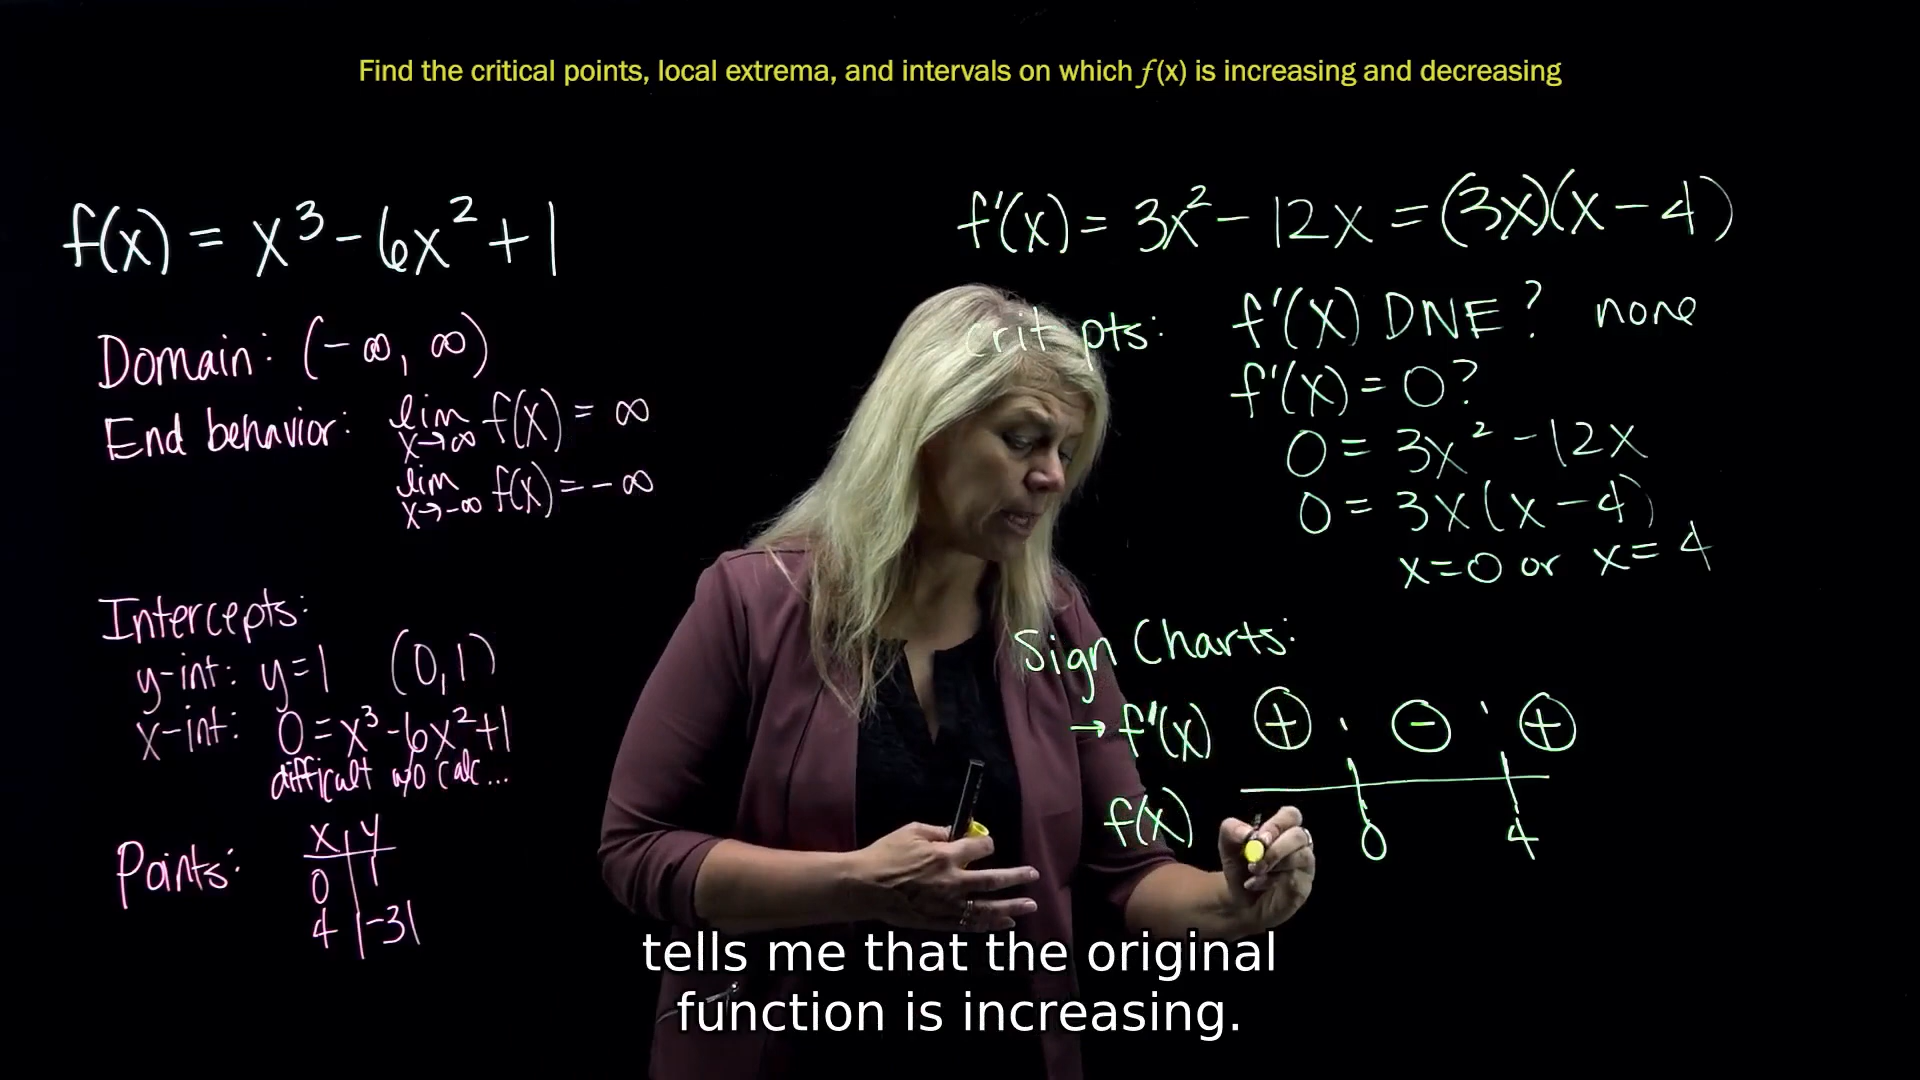 Find the critical points, local extrema, and intervals on which f(x) is increasing and decreasing
f(x) = x³ - 6x² + 1
Domain: (-∞, ∞)
End behavior: lim x→∞ f(x) = ∞
lim x→-∞ f(x) = -∞
Intercepts:
y-int: y=1 (0,1)
x-int: 0 = x³ - 6x² + 1
difficult w/o calc...
Points: x | y
0 | 1
4 | -31
f'(x) = 3x² - 12x = (3x)(x - 4)
crit pts: f'(x) DNE? none
f'(x) = 0?
0 = 3x² - 12x
0 = 3x(x - 4)
x=0 or x=4
Sign Charts:
→ f'(x) + - +
f(x) 0 4
tells me that the original
function is increasing.